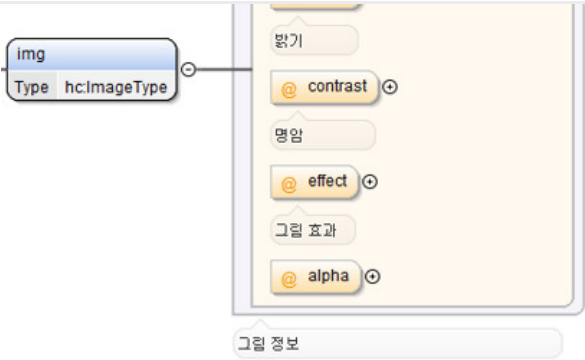 밝기
img
Type hc:ImageType
@ contrast
명암
@ effect
그림 효과
@ alpha
그림 정보